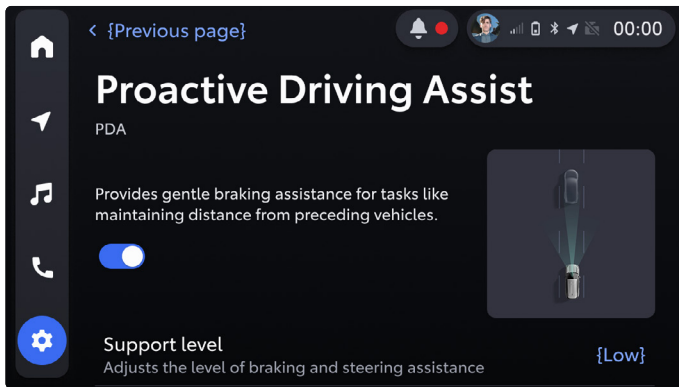 {Previous page}
00:00
Proactive Driving Assist
PDA
Provides gentle braking assistance for tasks like
maintaining distance from preceding vehicles.
Support level
{Low}
Adjusts the level of braking and steering assistance